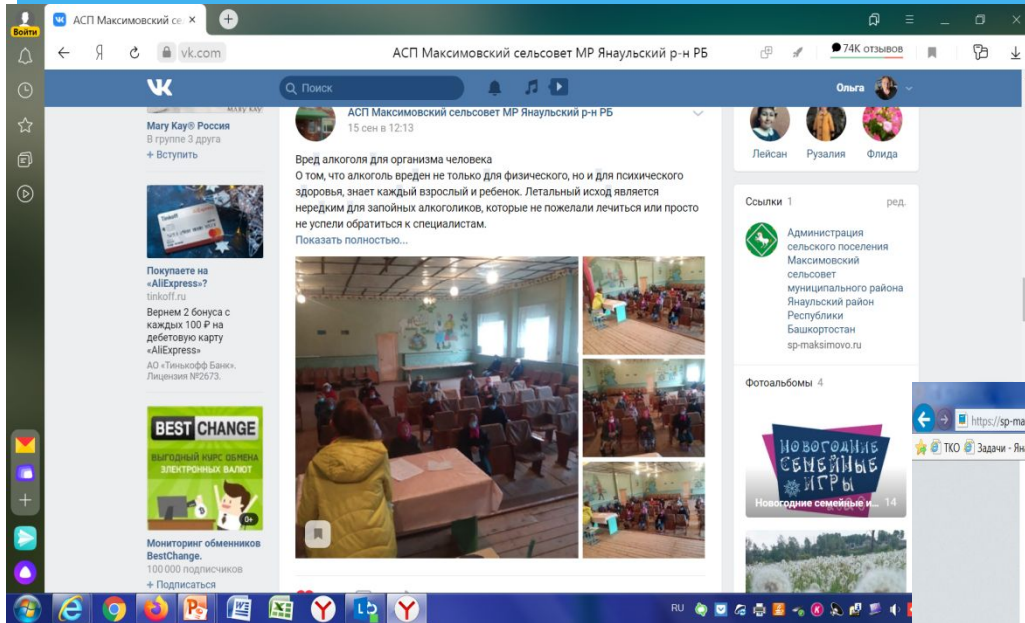 Войти
АСП Максимовский се
vk.com
АСП Максимовский сельсовет МР Янаульский р-н РБ
74K отзывов
Поиск
Ольга
Mary Kay® Россия
В группе 3 друга
+ Вступить
Tinkoff
Покупаете на
«AliExpress»?
tinkoff.ru
Вернем 2 бонуса с
каждых 100 ₽ на
дебетовую карту
«AliExpress»
АО «Тинькофф Банк».
Лицензия №2673.
BEST CHANGE
ВЫГОДНЫЙ КУРС ОБМЕНА
ЭЛЕКТРОННЫХ ВАЛЮТ
0+
Мониторинг обменников
BestChange.
100 000 подписчиков
+ Подписаться
АСП Максимовский сельсовет МР Янаульский р-н РБ
15 сен в 12:13
Вред алкоголя для организма человека
О том, что алкоголь вреден не только для физического, но и для психического
здоровья, знает каждый взрослый и ребенок. Летальный исход является
нередким для запойных алкоголиков, которые не пожелали лечиться или просто
не успели обратиться к специалистам.
Показать полностью...
Лейсан Рузалия Флида
Ссылки 1 ред.
Администрация
сельского поселения
Максимовский
сельсовет
муниципального района
Янаульский район
Республики
Башкортостан
sp-maksimovo.ru
Фотоальбомы 4
НОВОГОДНИЕ
СЕМЕЙНЫЕ
ИГРЫ
Новогодние семейные и... 14
https://sp-ma
ТКО Задачи - Ян
RU